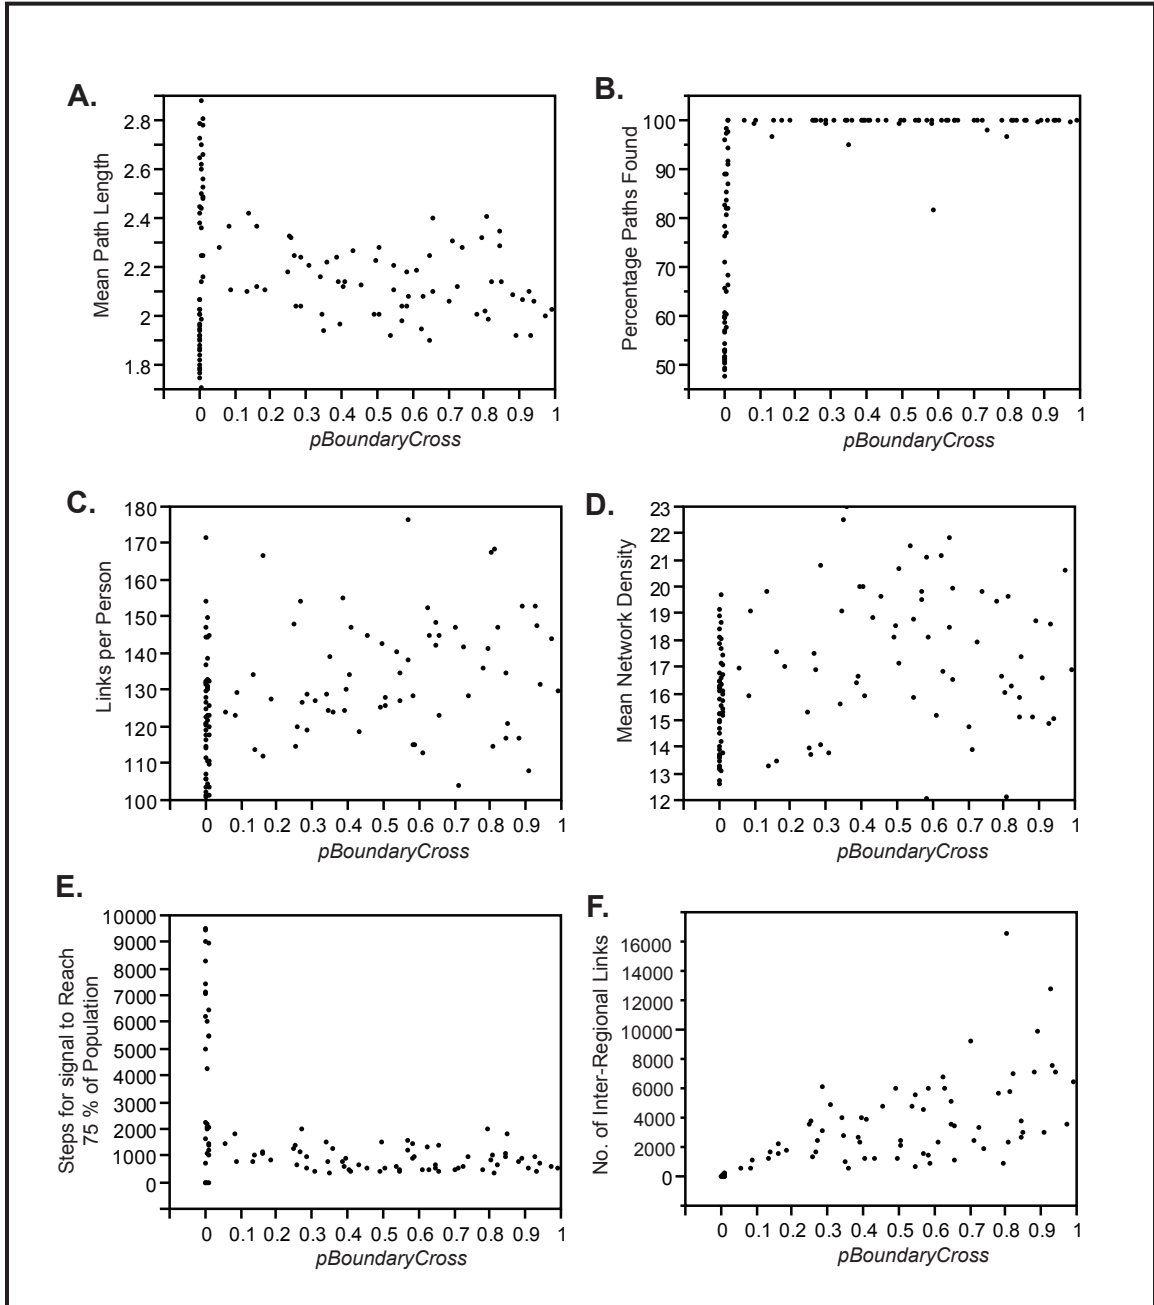 A.
Mean Path Length
2.8
2.6
2.4
2.2
2
1.8
0 0.1 0.2 0.3 0.4 0.5 0.6 0.7 0.8 0.9 1
pBoundaryCross
B.
Percentage Paths Found
100
90
80
70
60
50
0 0.1 0.2 0.3 0.4 0.5 0.6 0.7 0.8 0.9 1
pBoundaryCross
C.
Links per Person
180
170
160
150
140
130
120
110
100
0 0.1 0.2 0.3 0.4 0.5 0.6 0.7 0.8 0.9 1
pBoundaryCross
D.
Mean Network Density
23
22
21
20
19
18
17
16
15
14
13
12
0 0.1 0.2 0.3 0.4 0.5 0.6 0.7 0.8 0.9 1
pBoundaryCross
E.
Steps for signal to Reach
75 % of Population
10000
9000
8000
7000
6000
5000
4000
3000
2000
1000
0
0 0.1 0.2 0.3 0.4 0.5 0.6 0.7 0.8 0.9 1
pBoundaryCross
F.
No. of Inter-Regional Links
16000
14000
12000
10000
8000
6000
4000
2000
0
0 0.1 0.2 0.3 0.4 0.5 0.6 0.7 0.8 0.9 1
pBoundaryCross